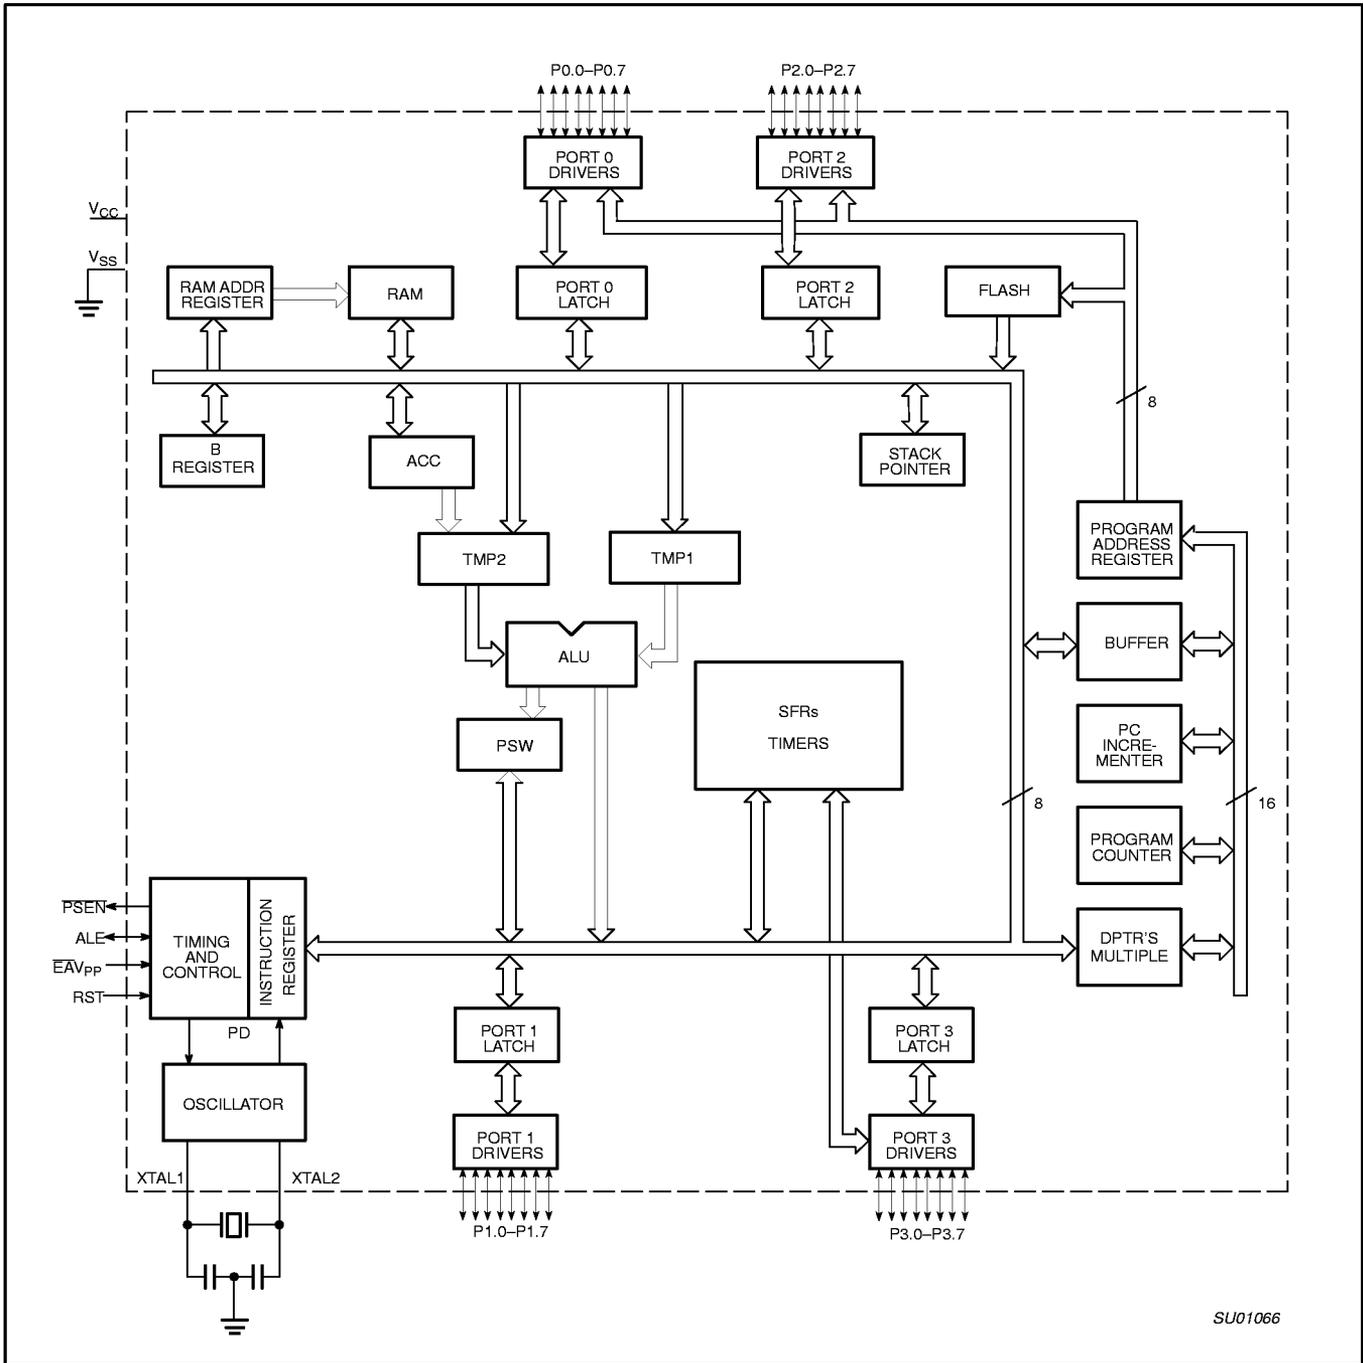 P0.0–P0.7
P2.0–P2.7
PORT 0
DRIVERS
PORT 2
DRIVERS
VCC
VSS
RAM ADDR
REGISTER
RAM
PORT 0
LATCH
PORT 2
LATCH
FLASH
8
B
REGISTER
ACC
STACK
POINTER
PROGRAM
ADDRESS
REGISTER
TMP2
TMP1
BUFFER
ALU
SFRs
TIMERS
PSW
PC
INCRE-
MENTER
8
16
PROGRAM
COUNTER
PSEN
ALE
EAVPP
RST
TIMING
AND
CONTROL
INSTRUCTION
REGISTER
DPTR'S
MULTIPLE
PD
PORT 1
LATCH
PORT 3
LATCH
OSCILLATOR
PORT 1
DRIVERS
PORT 3
DRIVERS
XTAL1
XTAL2
P1.0–P1.7
P3.0–P3.7
SU01066